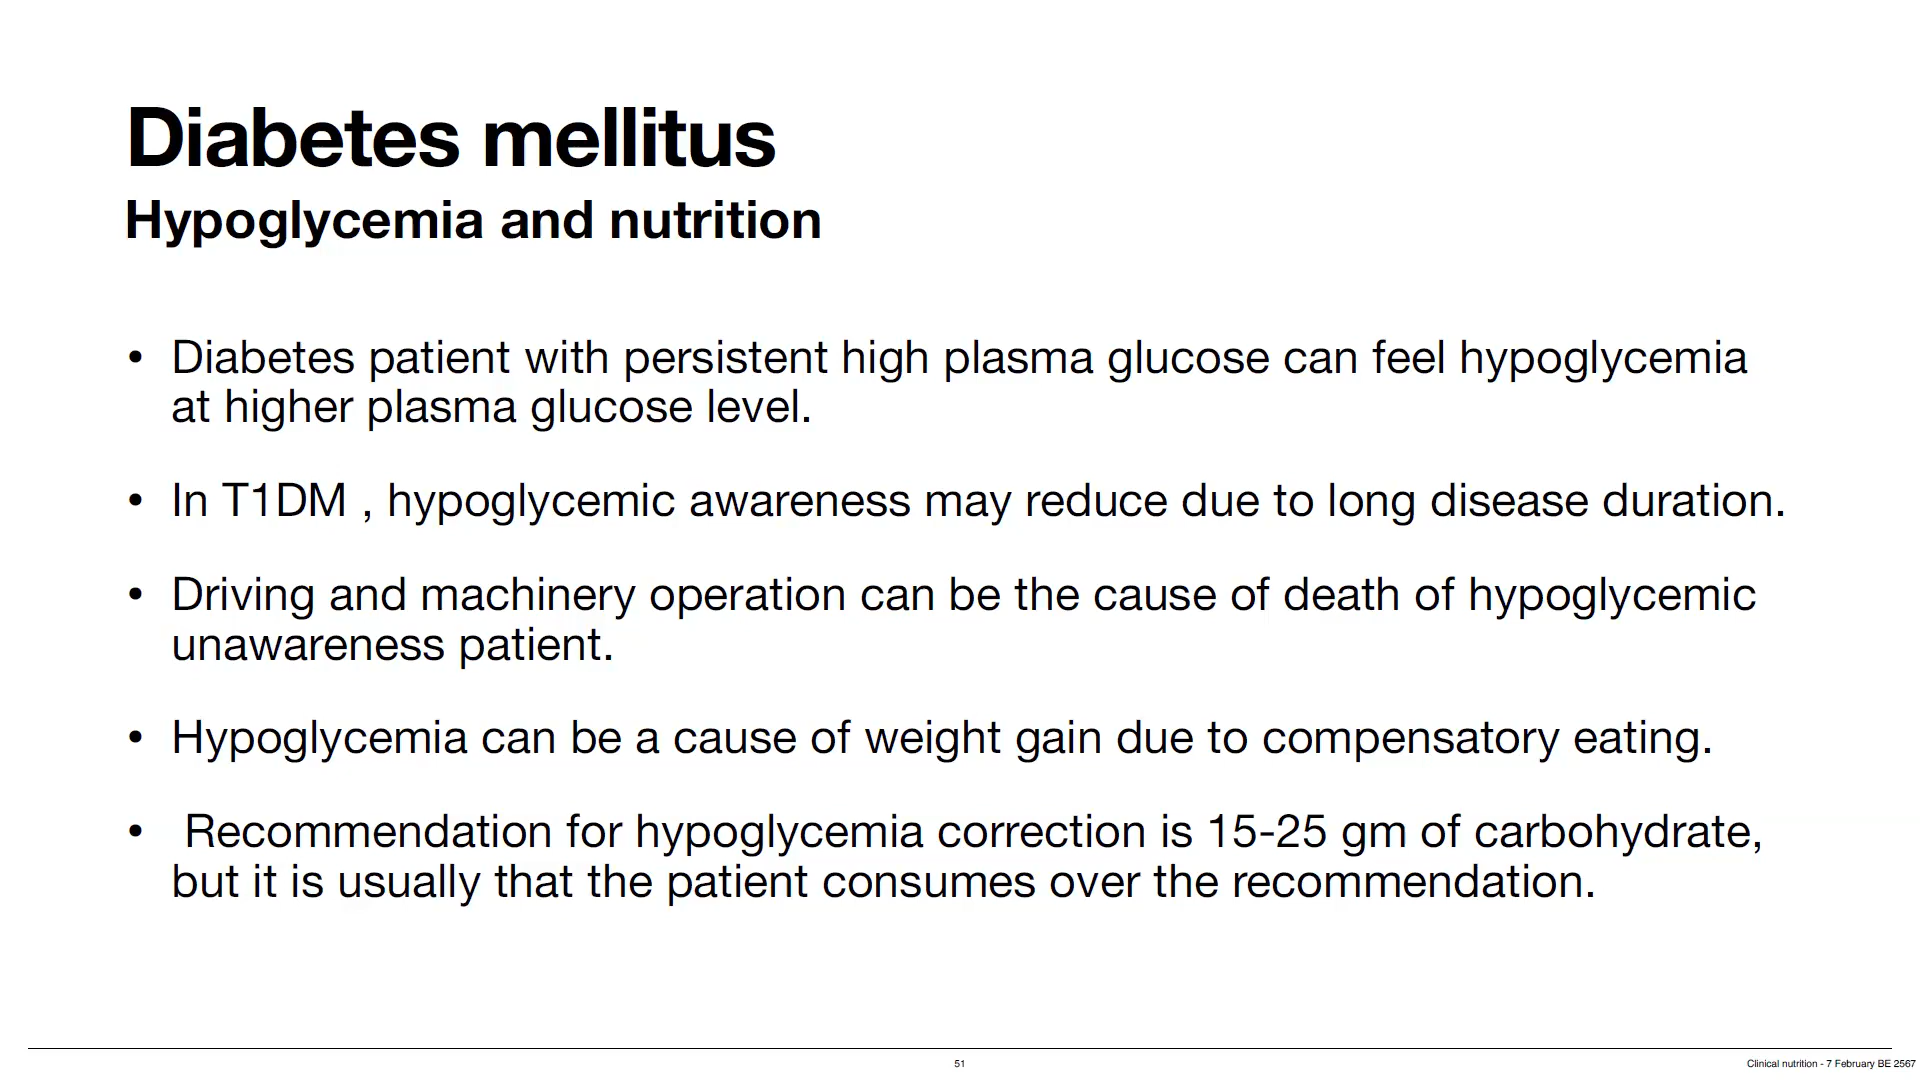 Diabetes mellitus
Hypoglycemia and nutrition
• Diabetes patient with persistent high plasma glucose can feel hypoglycemia
at higher plasma glucose level.
• In T1DM , hypoglycemic awareness may reduce due to long disease duration.
• Driving and machinery operation can be the cause of death of hypoglycemic
unawareness patient.
• Hypoglycemia can be a cause of weight gain due to compensatory eating.
• Recommendation for hypoglycemia correction is 15-25 gm of carbohydrate,
but it is usually that the patient consumes over the recommendation.
51
Clinical nutrition - 7 February BE 2567